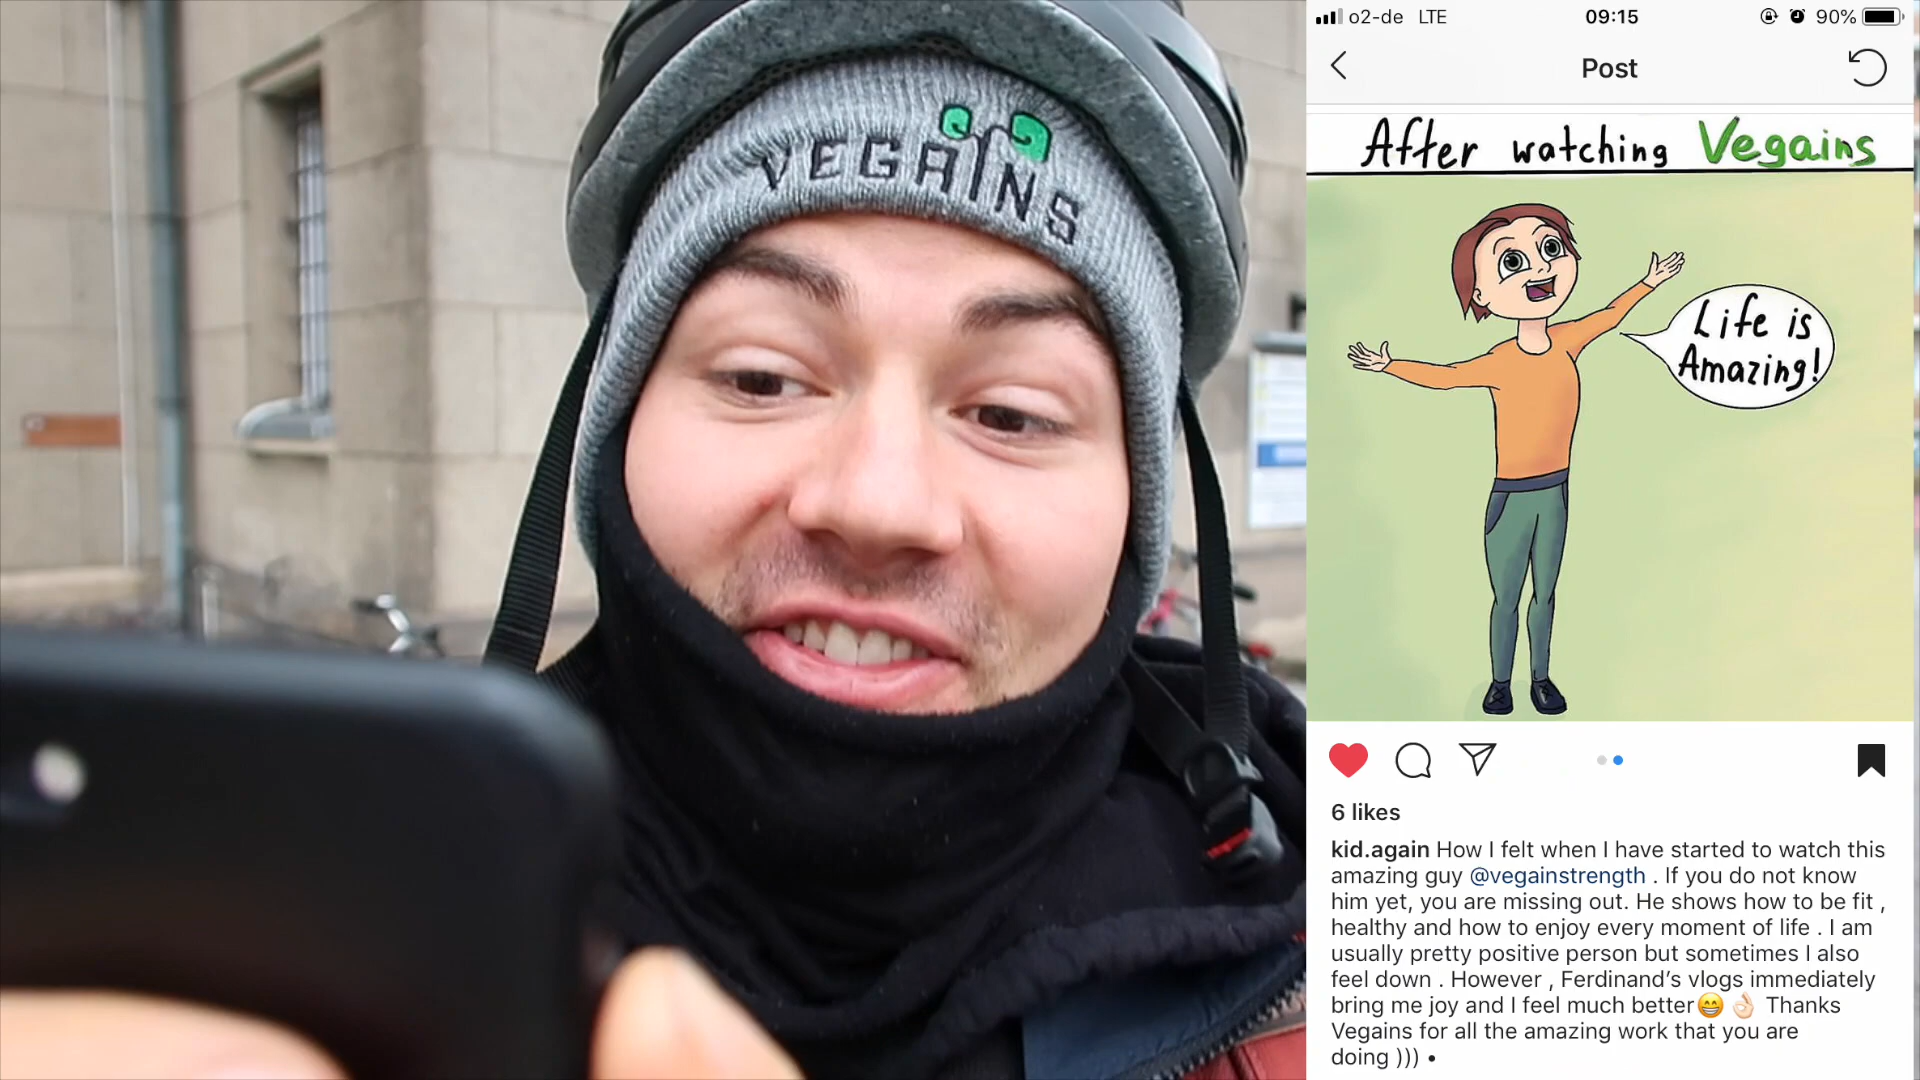 VEGAINS
o2-de LTE 09:15 90%
Post
After watching Vegains
Life is
Amazing!
6 likes
kid.again How I felt when I have started to watch this
amazing guy @vegainstrength . If you do not know
him yet, you are missing out. He shows how to be fit ,
healthy and how to enjoy every moment of life . I am
usually pretty positive person but sometimes I also
feel down . However , Ferdinand’s vlogs immediately
bring me joy and I feel much better😁👌🏻 Thanks
Vegains for all the amazing work that you are
doing ))) •